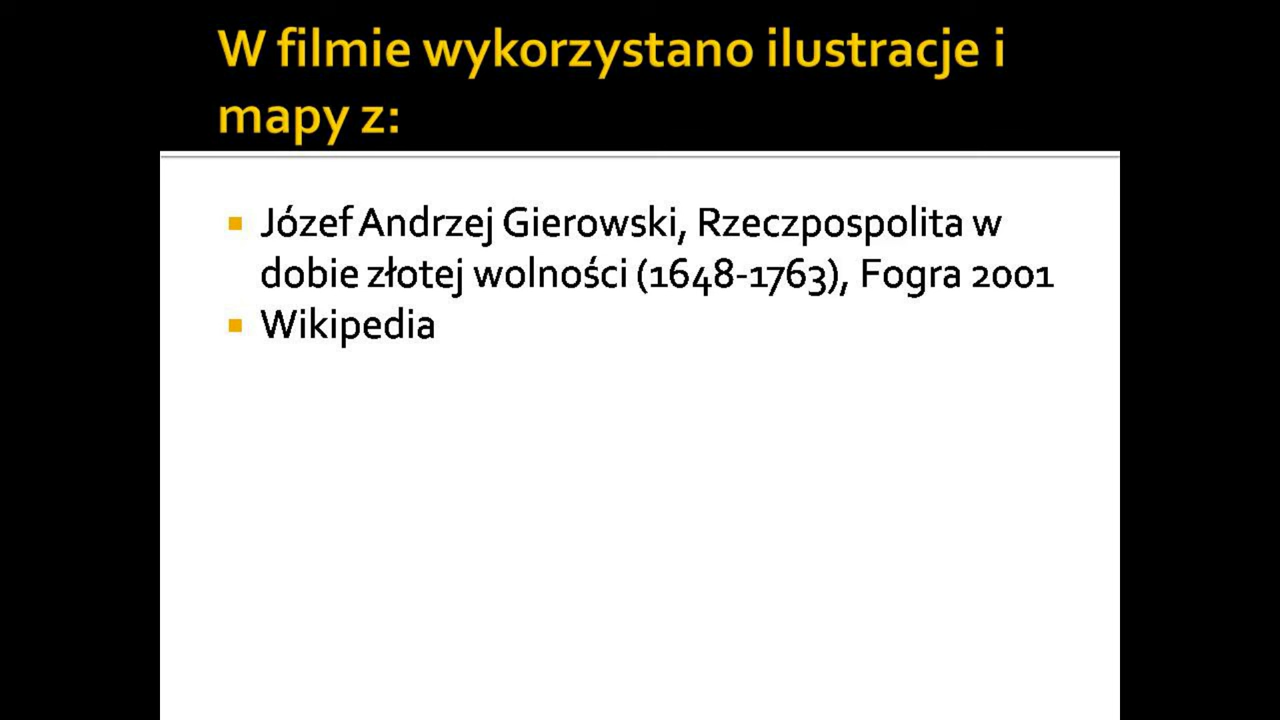 W filmie wykorzystano ilustracje i
mapy z:
Józef Andrzej Gierowski, Rzeczpospolita w
dobie złotej wolności (1648-1763), Fogra 2001
Wikipedia